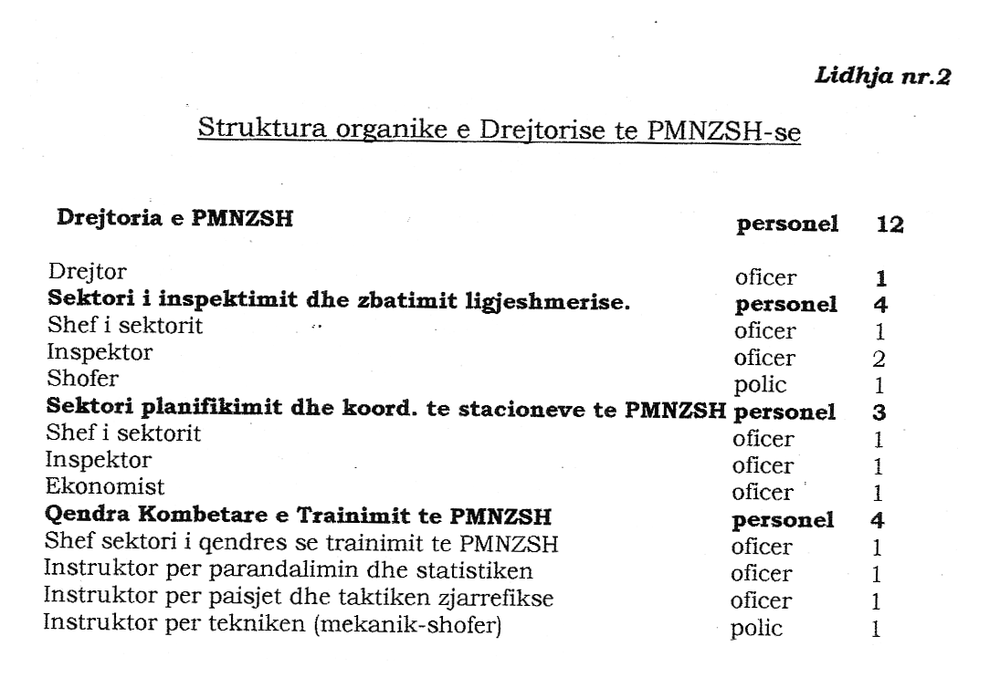 Lidhja nr.2
Struktura organike e Drejtorise te PMNZSH-se
Drejtoria e PMNZSH personel 12
Drejtor oficer 1
Sektori i inspektimit dhe zbatimit ligjeshmerise. personel 4
Shef i sektorit oficer 1
Inspektor oficer 2
Shofer polic 1
Sektori planifikimit dhe koord. te stacioneve te PMNZSH personel 3
Shef i sektorit oficer 1
Inspektor oficer 1
Ekonomist oficer 1
Qendra Kombetare e Trainimit te PMNZSH personel 4
Shef sektori i qendres se trainimit te PMNZSH oficer 1
Instruktor per parandalimin dhe statistiken oficer 1
Instruktor per paisjet dhe taktiken zjarrefikse oficer 1
Instruktor per tekniken (mekanik-shofer) polic 1